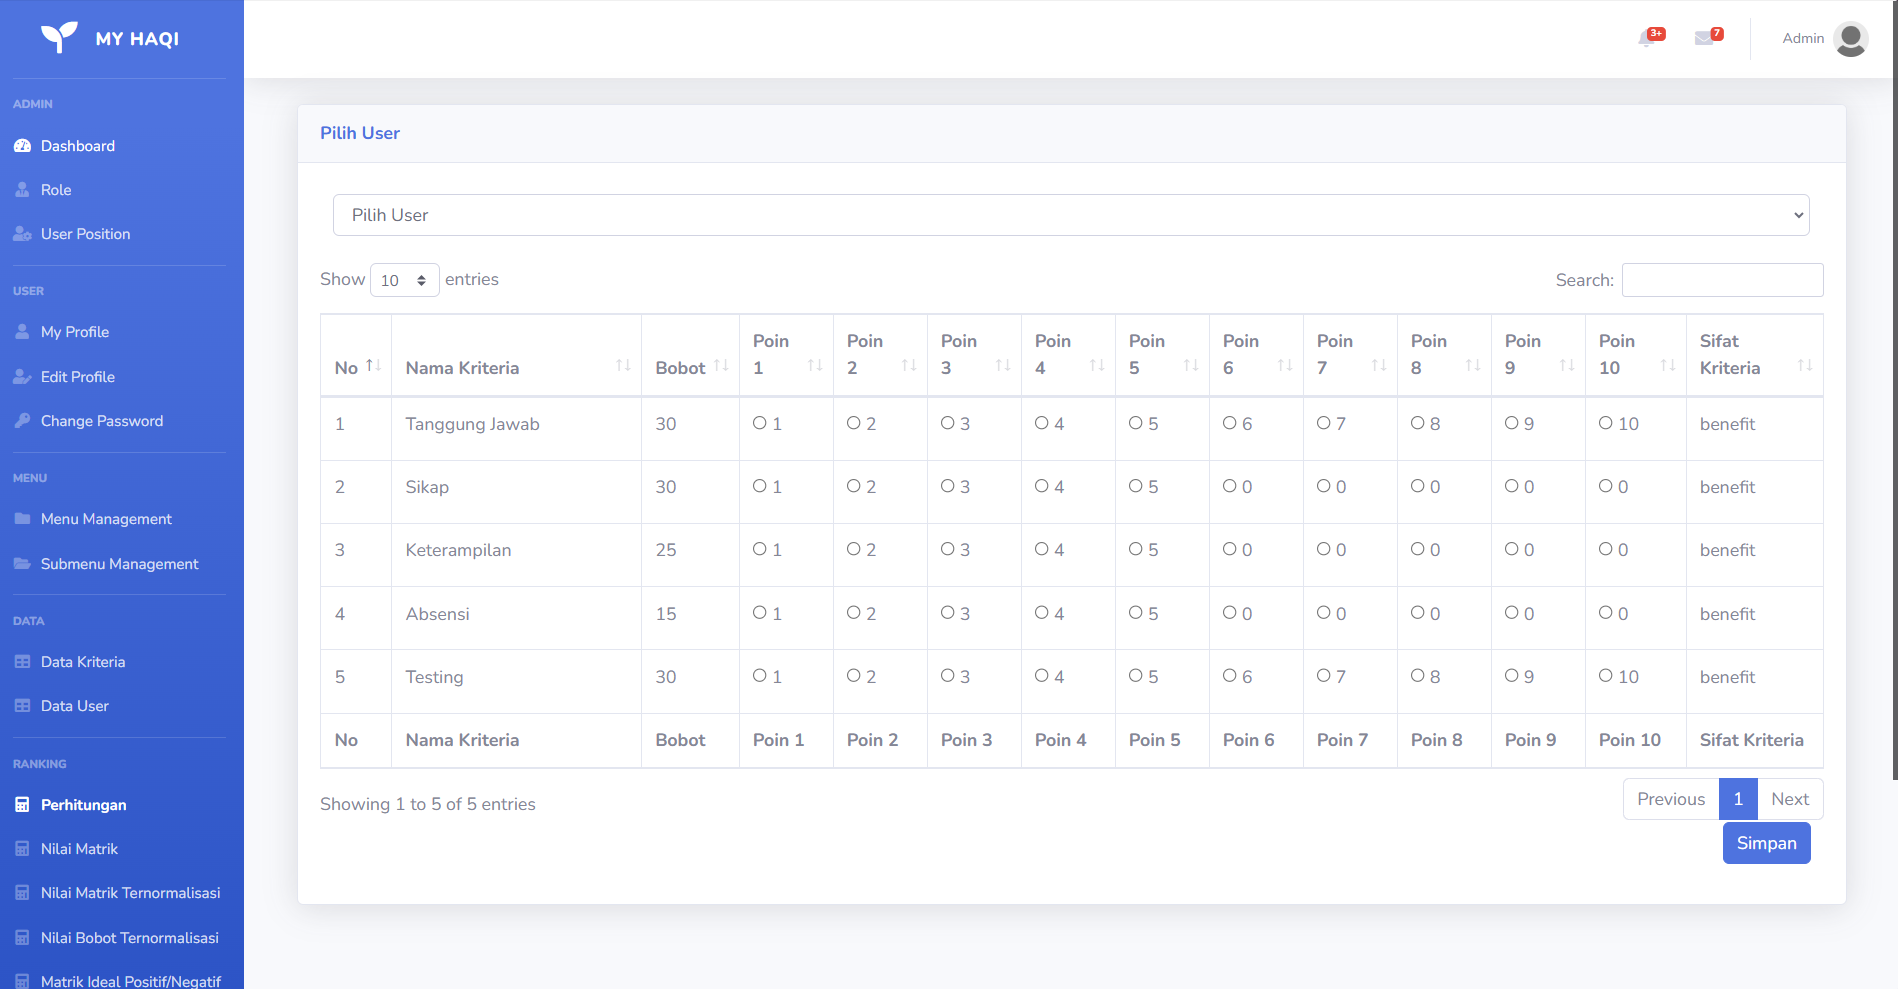 MY HAQI
ADMIN
Dashboard
Role
User Position
USER
My Profile
Edit Profile
Change Password
MENU
Menu Management
Submenu Management
DATA
Data Kriteria
Data User
RANKING
Perhitungan
Nilai Matrik
Nilai Matrik Ternormalisasi
Nilai Bobot Ternormalisasi
Matrik Ideal Positif/Negatif
3+ 7 Admin
Pilih User
Pilih User
Show 10 entries Search:
No Nama Kriteria Bobot Poin 1 Poin 2 Poin 3 Poin 4 Poin 5 Poin 6 Poin 7 Poin 8 Poin 9 Poin 10 Sifat Kriteria
1 Tanggung Jawab 30 1 2 3 4 5 6 7 8 9 10 benefit
2 Sikap 30 1 2 3 4 5 0 0 0 0 0 benefit
3 Keterampilan 25 1 2 3 4 5 0 0 0 0 0 benefit
4 Absensi 15 1 2 3 4 5 0 0 0 0 0 benefit
5 Testing 30 1 2 3 4 5 6 7 8 9 10 benefit
No Nama Kriteria Bobot Poin 1 Poin 2 Poin 3 Poin 4 Poin 5 Poin 6 Poin 7 Poin 8 Poin 9 Poin 10 Sifat Kriteria
Showing 1 to 5 of 5 entries Previous 1 Next
Simpan